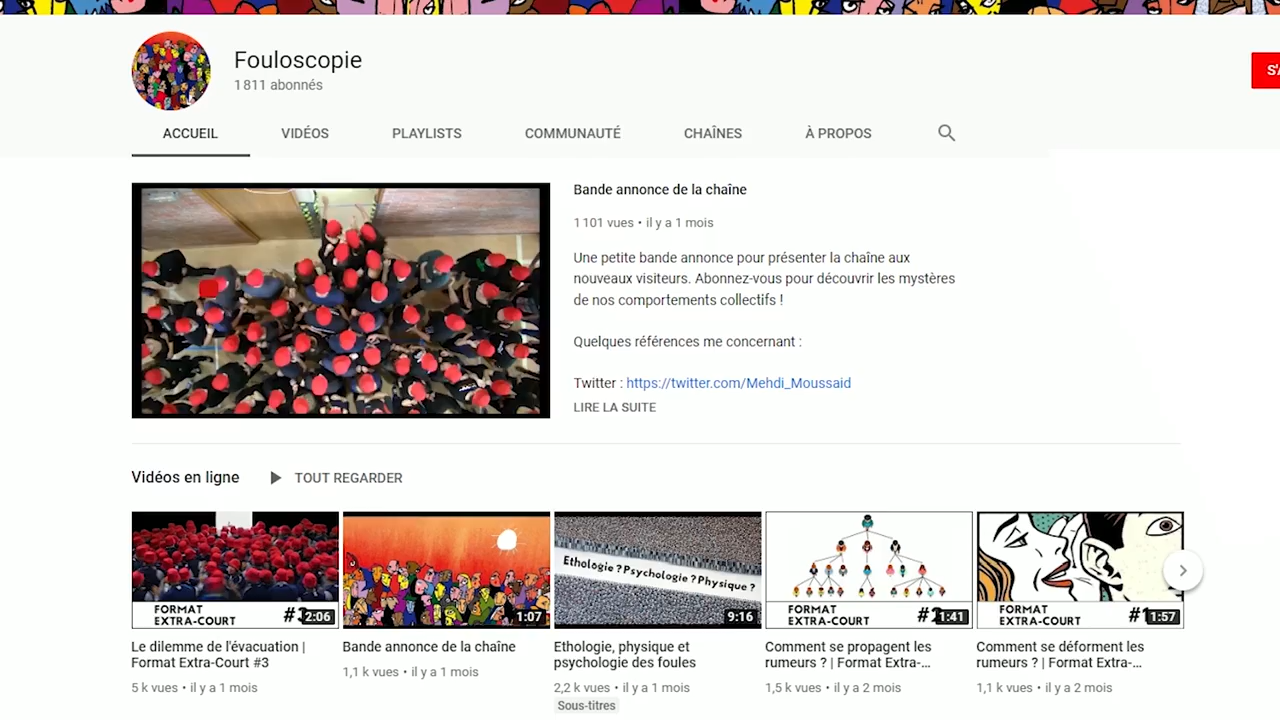 Fouloscopie
1 811 abonnés
S'A
ACCUEIL
VIDÉOS
PLAYLISTS
COMMUNAUTÉ
CHAÎNES
À PROPOS
Bande annonce de la chaîne
1 101 vues • il y a 1 mois
Une petite bande annonce pour présenter la chaîne aux
nouveaux visiteurs. Abonnez-vous pour découvrir les mystères
de nos comportements collectifs !
Quelques références me concernant :
Twitter : https://twitter.com/Mehdi_Moussaid
LIRE LA SUITE
Vidéos en ligne
TOUT REGARDER
FORMAT
EXTRA-COURT
2:06
Le dilemme de l'évacuation |
Format Extra-Court #3
5 k vues • il y a 1 mois
1:07
Bande annonce de la chaîne
1,1 k vues • il y a 1 mois
Ethologie ? Psychologie ? Physique ?
9:16
Ethologie, physique et
psychologie des foules
2,2 k vues • il y a 1 mois
Sous-titres
FORMAT
EXTRA-COURT
1:41
Comment se propagent les
rumeurs ? | Format Extra-...
1,5 k vues • il y a 2 mois
FORMAT
EXTRA-COURT
#1
1:57
Comment se déforment les
rumeurs ? | Format Extra-...
1,1 k vues • il y a 2 mois